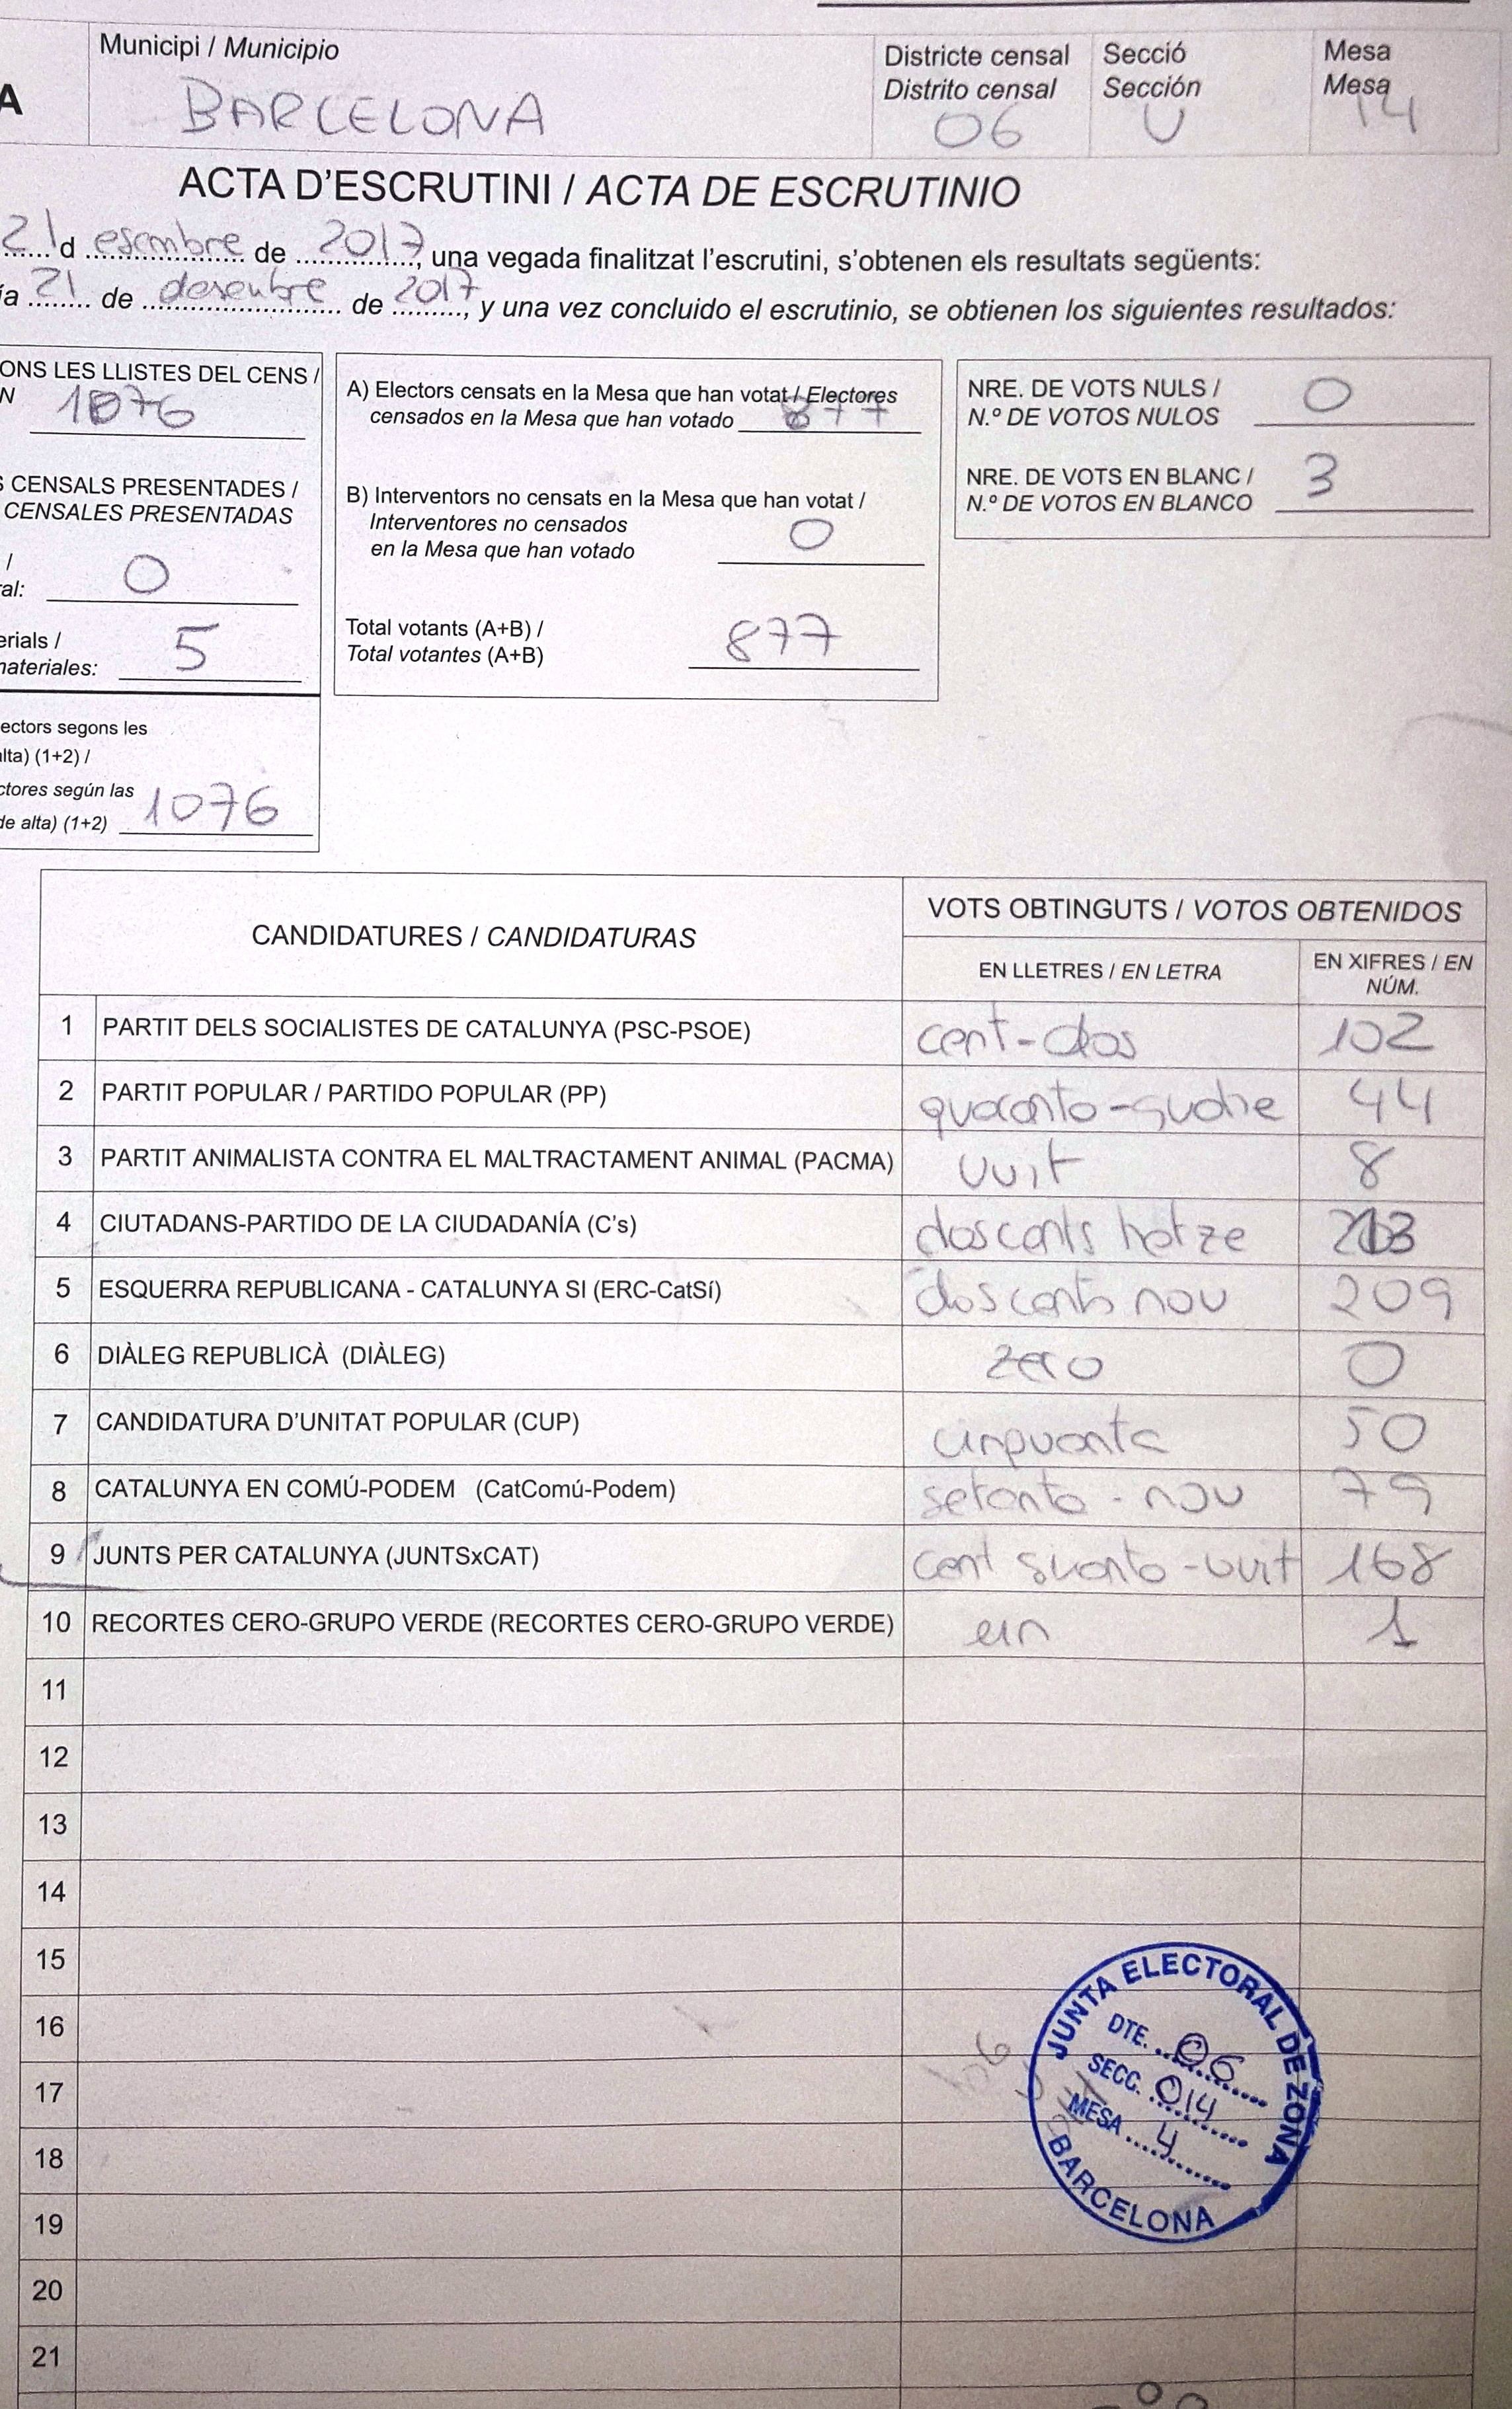 A
Municipi / Municipio
BARCELONA
Districte censal
Distrito censal
06
Secció
Sección
U
Mesa
Mesa
ACTA D'ESCRUTINI / ACTA DE ESCRUTINIO
21 d desembre de 2017, una vegada finalitzat l'escrutini, s'obtenen els resultats següents:
ía 21 de desembre de 2017, y una vez concluido el escrutinio, se obtienen los siguientes resultados:
ONS LES LLISTES DEL CENS /
N 1076
S CENSALS PRESENTADES /
CENSALES PRESENTADAS
/
al: 0
erials /
materiales: 5
ectors segons les
alta) (1+2) /
ctores según las
de alta) (1+2) 1076
A) Electors censats en la Mesa que han votat / Electores
censados en la Mesa que han votado 877
B) Interventors no censats en la Mesa que han votat /
Interventores no censados
en la Mesa que han votado 0
Total votants (A+B) /
Total votantes (A+B) 877
NRE. DE VOTS NULS /
N.º DE VOTOS NULOS 0
NRE. DE VOTS EN BLANC /
N.º DE VOTOS EN BLANCO 3
CANDIDATURES / CANDIDATURAS
VOTS OBTINGUTS / VOTOS OBTENIDOS
EN LLETRES / EN LETRA
EN XIFRES / EN NÚM.
1 PARTIT DELS SOCIALISTES DE CATALUNYA (PSC-PSOE) cent-dos 102
2 PARTIT POPULAR / PARTIDO POPULAR (PP) 44
3 PARTIT ANIMALISTA CONTRA EL MALTRACTAMENT ANIMAL (PACMA) vuit 8
4 CIUTADANS-PARTIDO DE LA CIUDADANÍA (C's) doscents tretze 213
5 ESQUERRA REPUBLICANA - CATALUNYA SI (ERC-CatSí) doscents nou 209
6 DIÀLEG REPUBLICÀ (DIÀLEG) zero 0
7 CANDIDATURA D'UNITAT POPULAR (CUP) cinquanta 50
8 CATALUNYA EN COMÚ-PODEM (CatComú-Podem) setanta-nou 79
9 JUNTS PER CATALUNYA (JUNTSxCAT) cent suanta-vuit 168
10 RECORTES CERO-GRUPO VERDE (RECORTES CERO-GRUPO VERDE) un 1
11
12
13
14
15
16
17
18
19
20
21
JUNTA ELECTORAL DE ZONA
DTE. 06
SECC. 014
MESA 4
BARCELONA